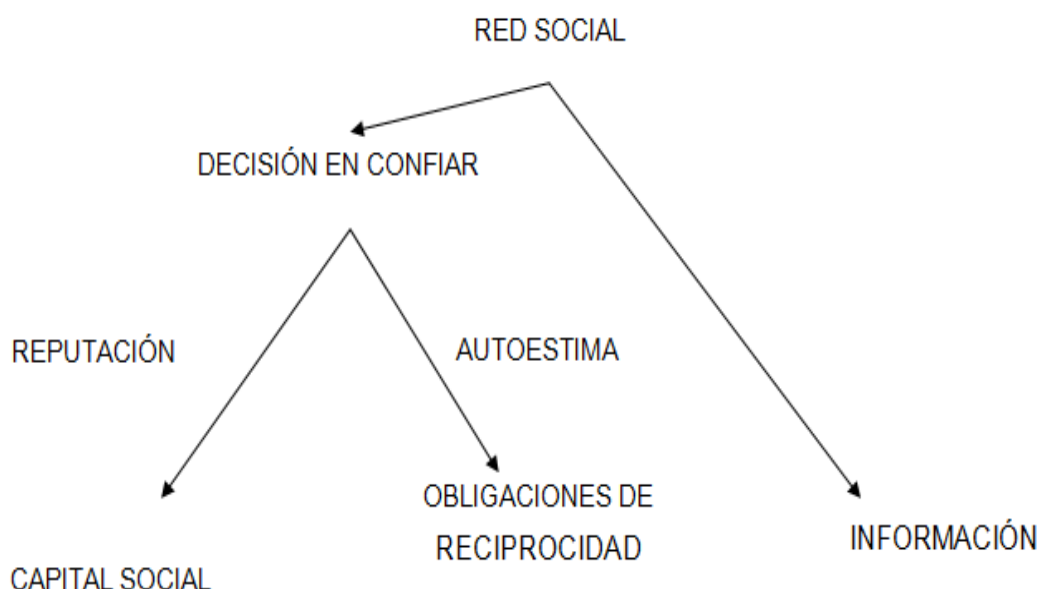 RED SOCIAL
DECISIÓN EN CONFIAR
REPUTACIÓN
AUTOESTIMA
OBLIGACIONES DE
RECIPROCIDAD
INFORMACIÓN
CAPITAL SOCIAL